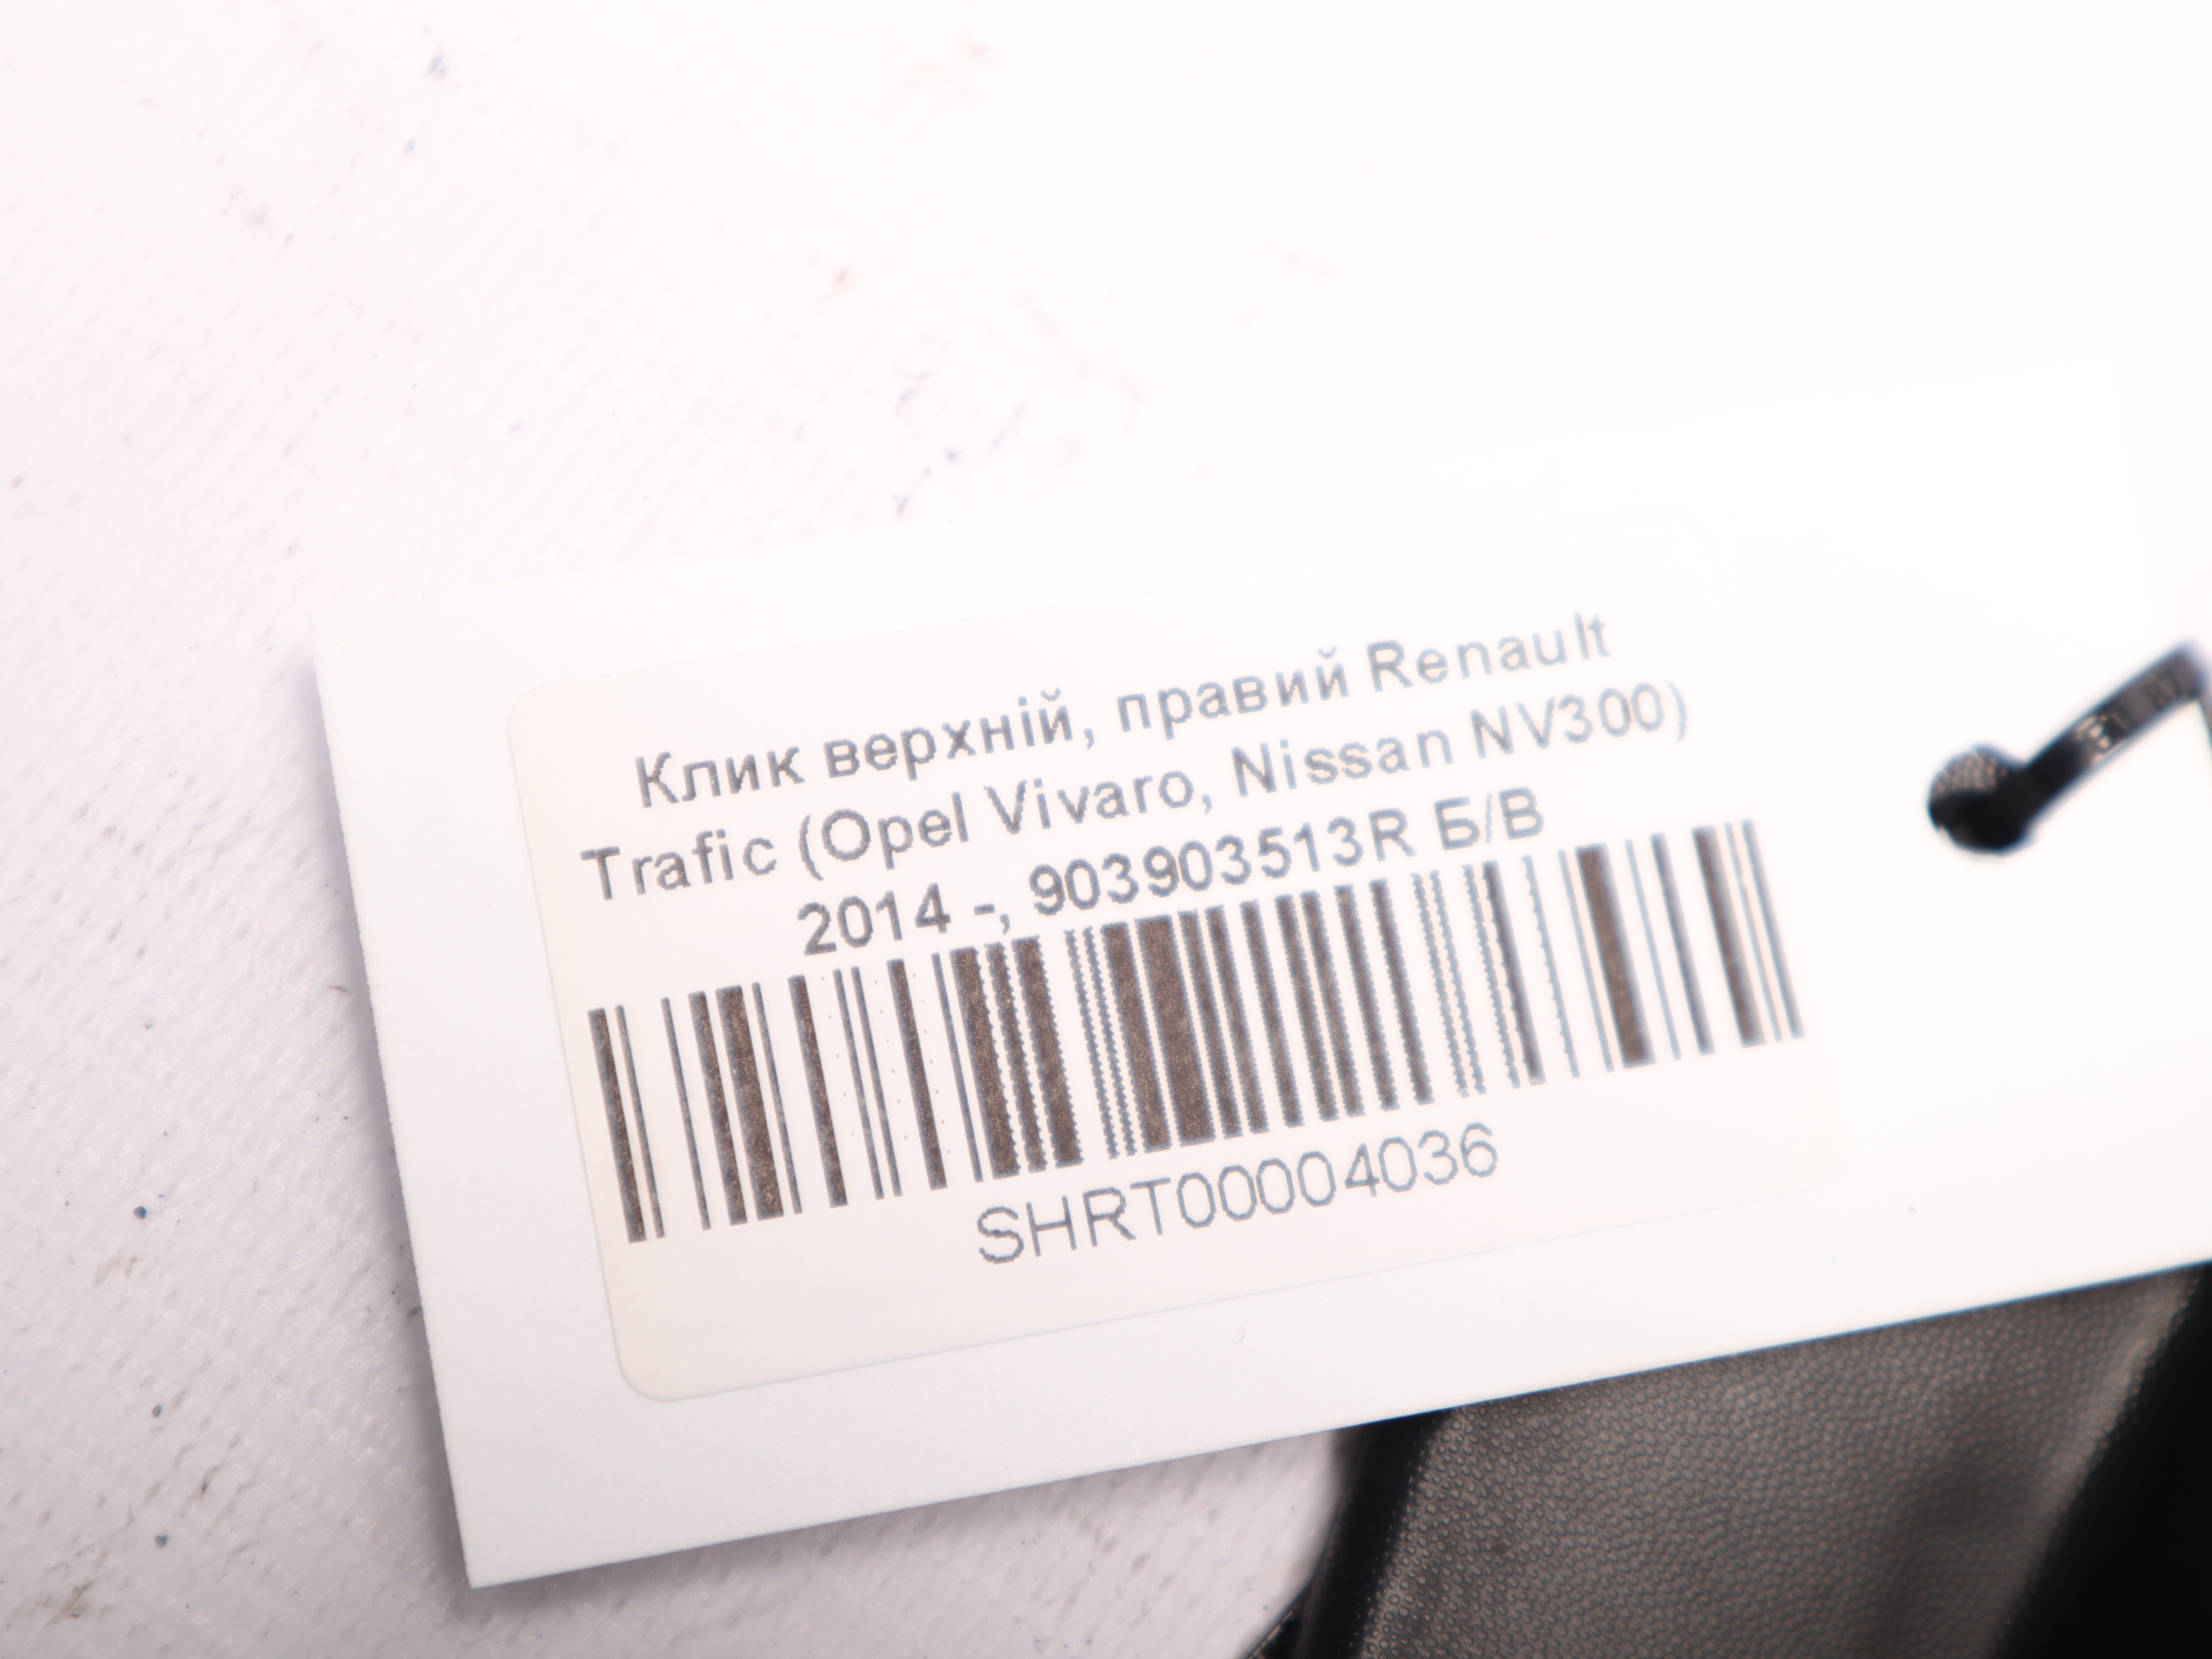 Клик верхній, правий Renault
Trafic (Opel Vivaro, Nissan NV300)
2014 -, 903903513R Б/В
SHRT00004036